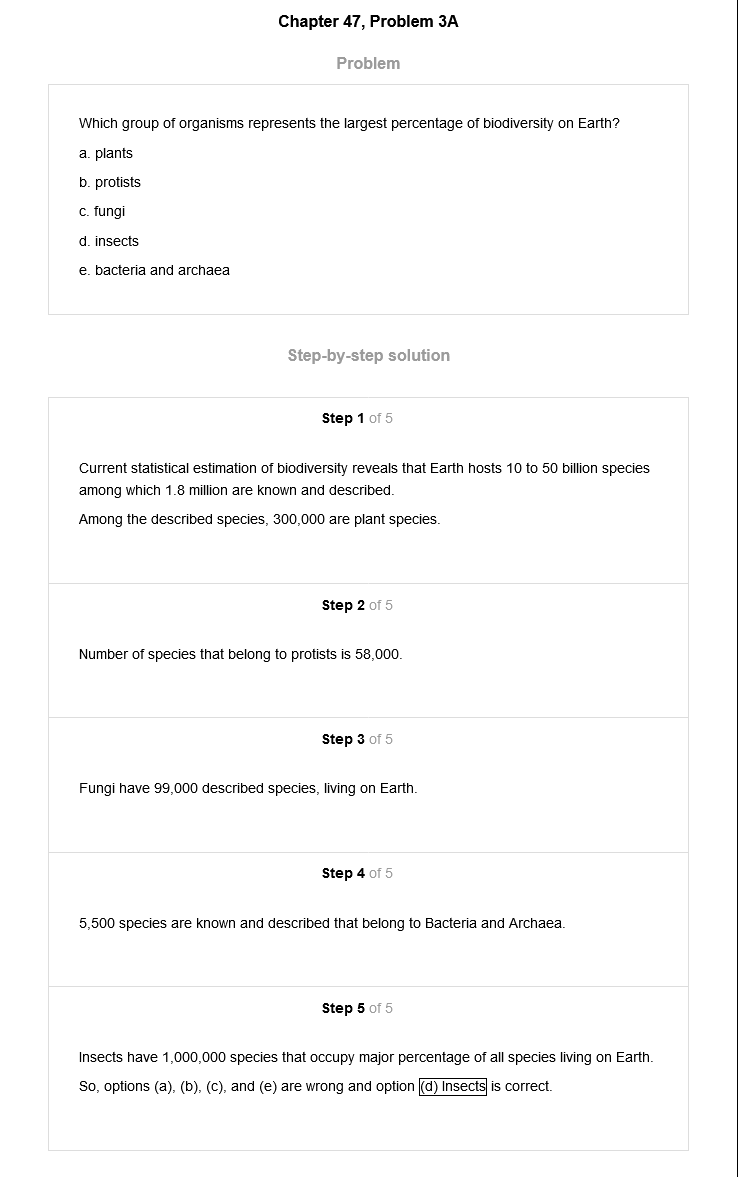 Chapter 47, Problem 3A
Problem
Which group of organisms represents the largest percentage of biodiversity on Earth?
a. plants
b. protists
c. fungi
d. insects
e. bacteria and archaea
Step-by-step solution
Step 1 of 5
Current statistical estimation of biodiversity reveals that Earth hosts 10 to 50 billion species
among which 1.8 million are known and described.
Among the described species, 300,000 are plant species.
Step 2 of 5
Number of species that belong to protists is 58,000.
Step 3 of 5
Fungi have 99,000 described species, living on Earth.
Step 4 of 5
5,500 species are known and described that belong to Bacteria and Archaea.
Step 5 of 5
Insects have 1,000,000 species that occupy major percentage of all species living on Earth.
So, options (a), (b), (c), and (e) are wrong and option (d) Insects is correct.